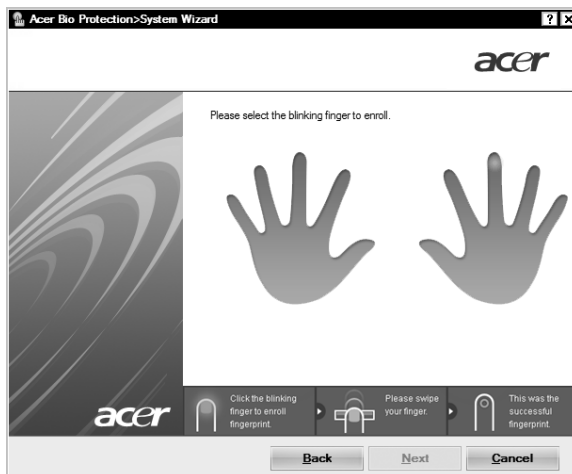 Acer Bio Protection>System Wizard
acer
Please select the blinking finger to enroll.
acer
Click the blinking
finger to enroll
fingerprint.
Please swipe
your finger.
This was the
successful
fingerprint.
Back
Next
Cancel